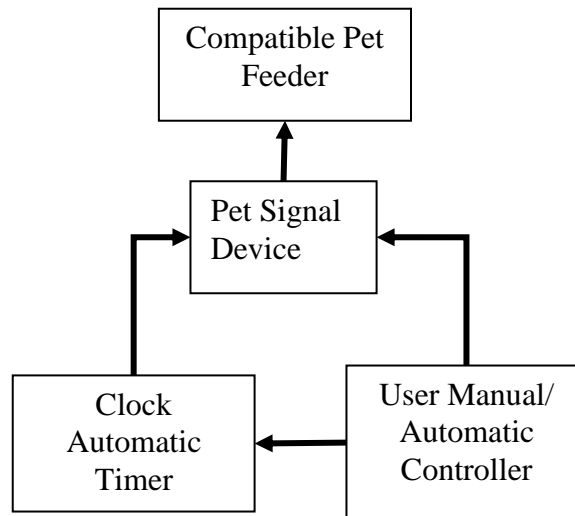 Compatible Pet
Feeder
Pet Signal
Device
Clock
Automatic
Timer
User Manual/
Automatic
Controller